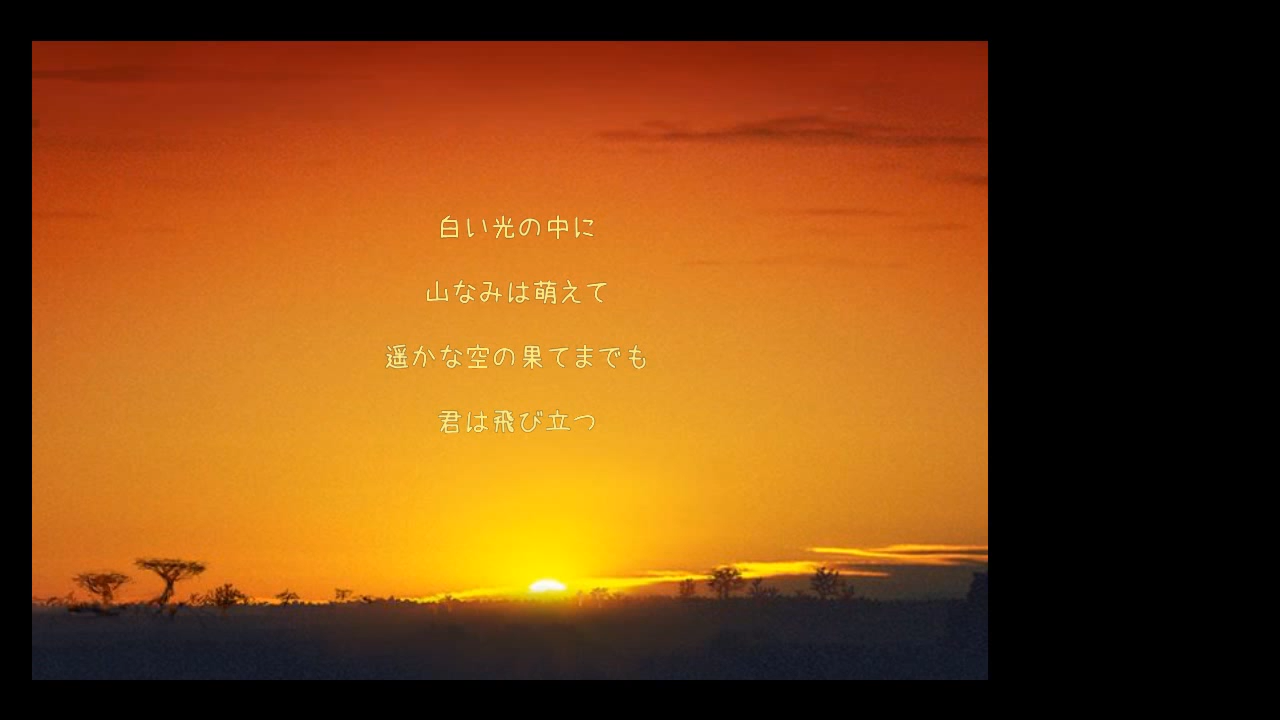 白い光の中に
山なみは萌えて
遥かな空の果てまでも
君は飛び立つ